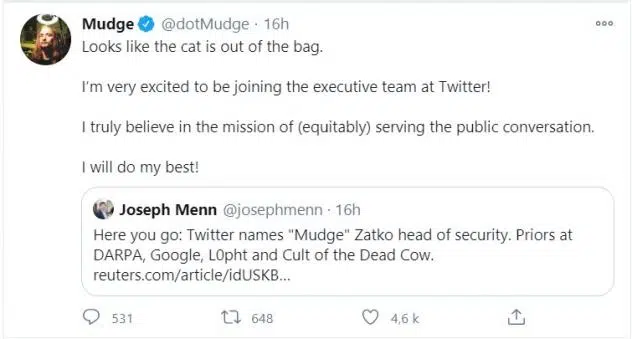 Mudge @dotMudge · 16h
Looks like the cat is out of the bag.
I'm very excited to be joining the executive team at Twitter!
I truly believe in the mission of (equitably) serving the public conversation.
I will do my best!
Joseph Menn @josephmenn · 16h
Here you go: Twitter names "Mudge" Zatko head of security. Priors at
DARPA, Google, L0pht and Cult of the Dead Cow.
reuters.com/article/idUSKB...
531 648 4,6 k